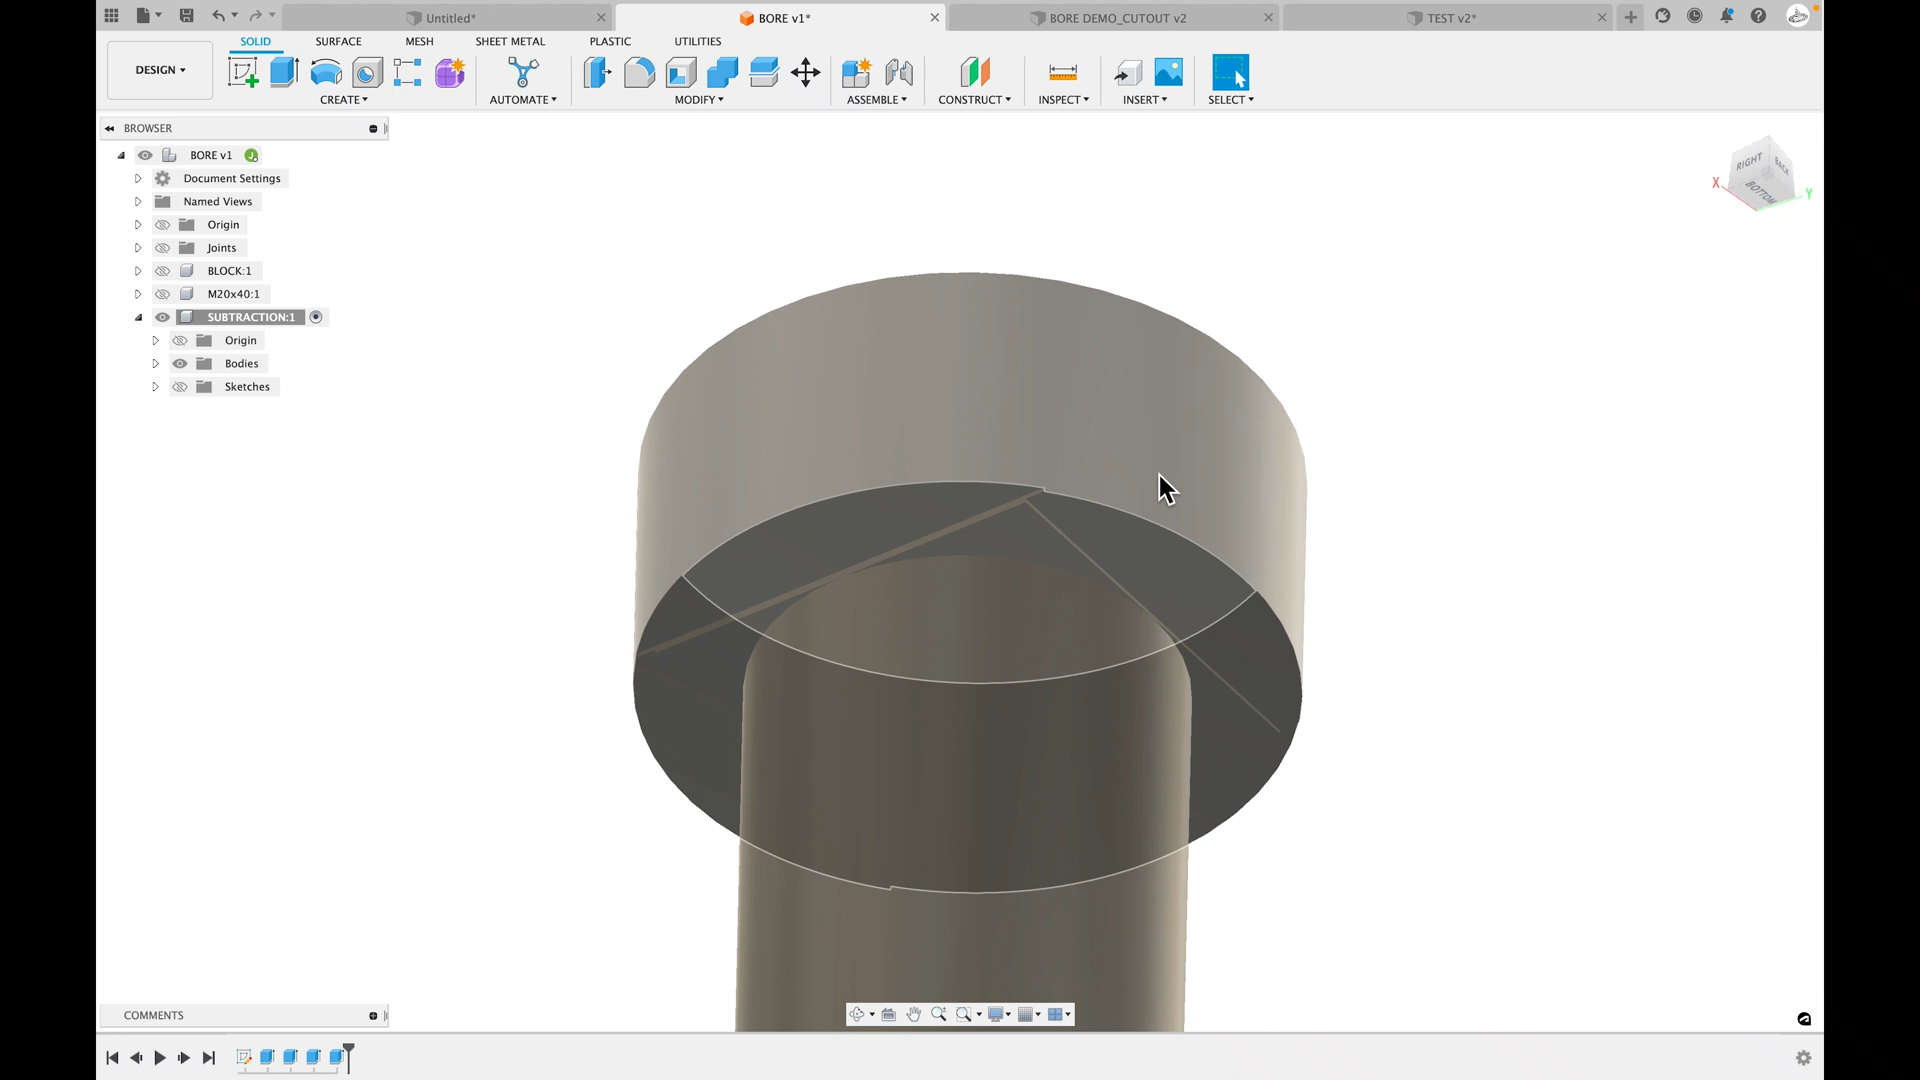 Untitled*
BORE v1*
BORE DEMO_CUTOUT v2
TEST v2*
DESIGN
SOLID
SURFACE
MESH
SHEET METAL
PLASTIC
UTILITIES
CREATE
AUTOMATE
MODIFY
ASSEMBLE
CONSTRUCT
INSPECT
INSERT
SELECT
BROWSER
BORE v1
Document Settings
Named Views
Origin
Joints
BLOCK:1
M20x40:1
SUBTRACTION:1
Origin
Bodies
Sketches
RIGHT
BACK
BOTTOM
X
Y
COMMENTS